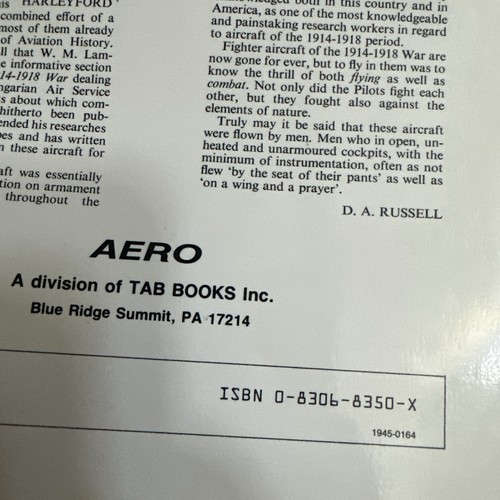 is HARLEYFORD
combined effort of a
most of them already
of Aviation History.
ll that W. M. Lam-
e informative section
14-1918 War dealing
ngarian Air Service
s about which com-
hitherto been pub-
ended his researches
es and has written
n these aircraft for
aft was essentially
tion on armament
throughout the
both in this country and in
America, as one of the most knowledgeable
and painstaking research workers in regard
to aircraft of the 1914-1918 period.
Fighter aircraft of the 1914-1918 War are
now gone for ever, but to fly in them was to
know the thrill of both flying as well as
combat. Not only did the Pilots fight each
other, but they fought also against the
elements of nature.
Truly may it be said that these aircraft
were flown by men. Men who in open, un-
heated and unarmoured cockpits, with the
minimum of instrumentation, often as not
flew ‘by the seat of their pants’ as well as
‘on a wing and a prayer’.
D. A. RUSSELL
AERO
A division of TAB BOOKS Inc.
Blue Ridge Summit, PA 17214
ISBN 0-8306-8350-X
1945-0164